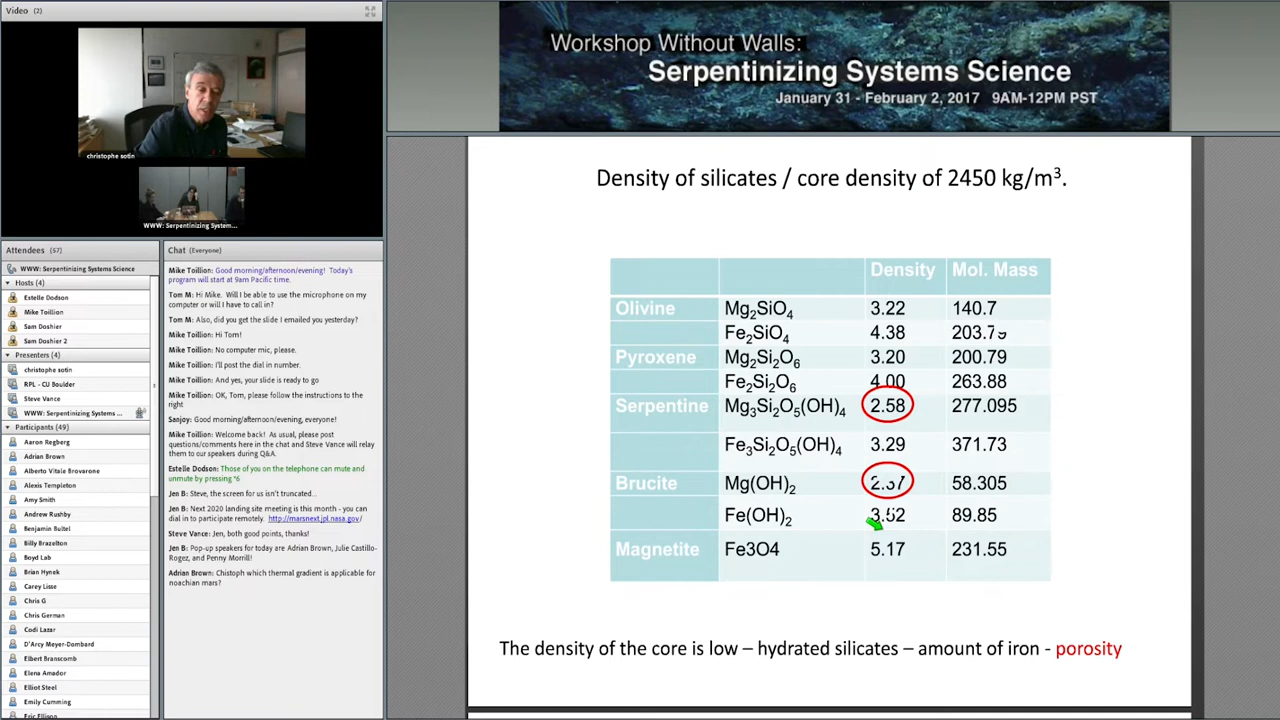 Video (2)
christophe sotin
WWW: Serpentinizing System...
Attendees (57)
WWW: Serpentinizing Systems Science
Hosts (4)
Estelle Dodson
Mike Toillion
Sam Doshier
Sam Doshier 2
Presenters (4)
christophe sotin
RPL - CU Boulder
Steve Vance
WWW: Serpentinizing Systems ...
Participants (49)
Aaron Regberg
Adrian Brown
Alberto Vitale Brovarone
Alexis Templeton
Amy Smith
Andrew Rushby
Benjamin Bultel
Billy Brazelton
Brian Hynek
Carey Lisse
Chris G
Chris German
Codi Lazar
D'Arcy Meyer-Dombard
Elbert Branscomb
Elena Amador
Elliot Steel
Emily Cumming
Eric Ellison
Chat (Everyone)
Mike Toillion: Good morning/afternoon/evening! Today's
program will start at 9am Pacific time.
Tom M: Hi Mike. Will I be able to use the microphone on my
computer or will I have to call in?
Tom M: Also, did you get the slide I emailed you yesterday?
Mike Toillion: Hi Tom!
Mike Toillion: No computer mic, please.
Mike Toillion: I'll post the dial in number.
Mike Toillion: And yes, your slide is ready to go
Mike Toillion: OK, Tom, please follow the instructions to the
right
Sanjoy: Good morning/afternoon/evening, everyone!
Mike Toillion: Welcome back! As usual, please post
questions/comments here in the chat and Steve Vance will relay
them to our speakers during Q&A.
Estelle Dodson: Those of you on the telephone can mute and
unmute by pressing *6
Jen B: Steve, the screen for us isn't truncated...
Jen B: Next 2020 landing site meeting is this month - you can
dial in to participate remotely. http://marsnext.jpl.nasa.gov/
Steve Vance: Jen, both good points, thanks!
Jen B: Pop-up speakers for today are Adrian Brown, Julie Castillo-
Rogez, and Penny Morrill!
Adrian Brown: Chistoph which thermal gradient is applicable for
noachian mars?
Workshop Without Walls:
Serpentinizing Systems Science
January 31 - February 2, 2017 9AM-12PM PST
Density of silicates / core density of 2450 kg/m³.
Density Mol. Mass
Olivine Mg₂SiO₄ 3.22 140.7
Fe₂SiO₄ 4.38 203.79
Pyroxene Mg₂Si₂O₆ 3.20 200.79
Fe₂Si₂O₆ 4.00 263.88
Serpentine Mg₃Si₂O₅(OH)₄ 2.58 277.095
Fe₃Si₂O₅(OH)₄ 3.29 371.73
Brucite Mg(OH)₂ 2.37 58.305
Fe(OH)₂ 89.85
Magnetite Fe3O4 5.17 231.55
The density of the core is low – hydrated silicates – amount of iron - porosity